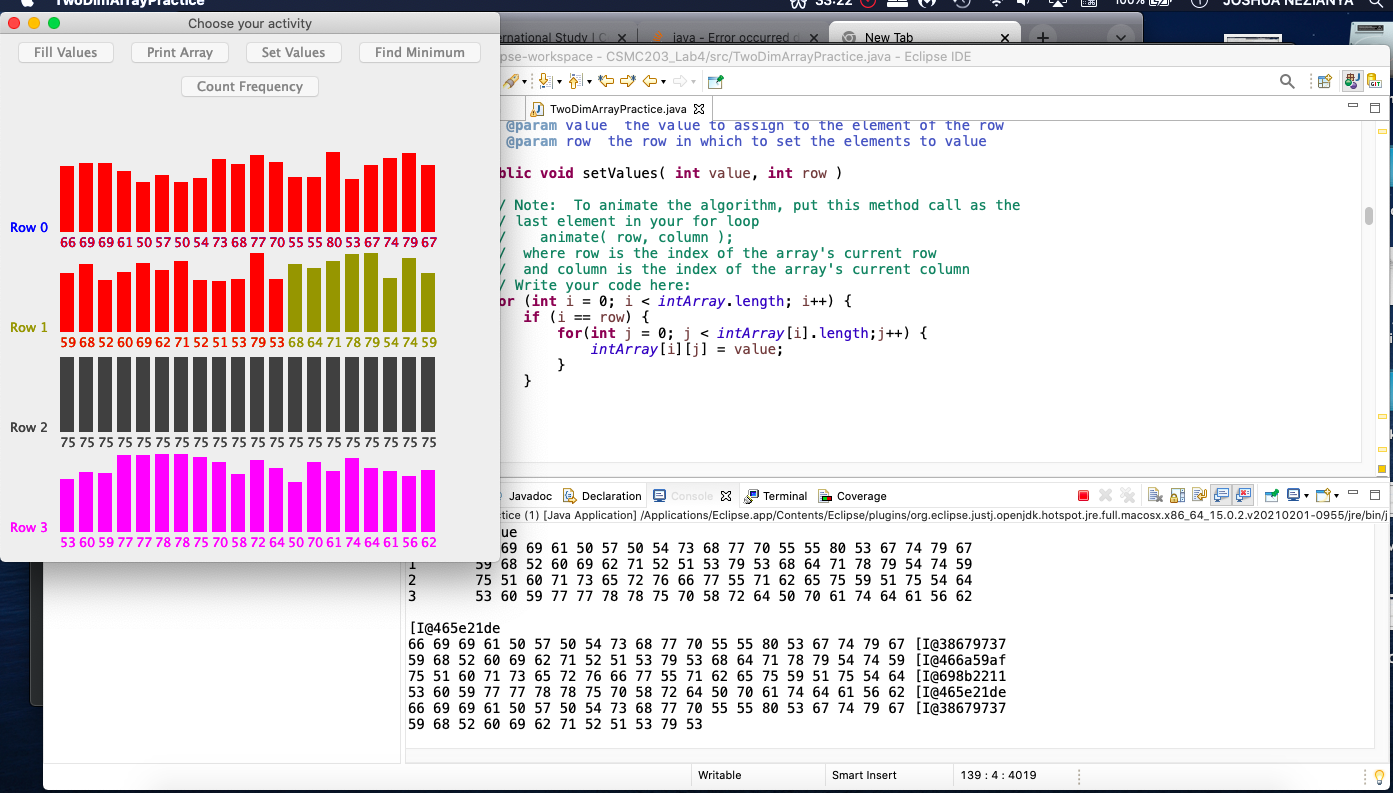 TwoDimArrayPractice
33:22
100%
JOSHUA NEZIANYA
Choose your activity
Fill Values Print Array Set Values Find Minimum
Count Frequency
Row 0
66 69 69 61 50 57 50 54 73 68 77 70 55 55 80 53 67 74 79 67
Row 1
59 68 52 60 69 62 71 52 51 53 79 53 68 64 71 78 79 54 74 59
Row 2
75 75 75 75 75 75 75 75 75 75 75 75 75 75 75 75 75 75 75 75
Row 3
53 60 59 77 77 78 78 75 70 58 72 64 50 70 61 74 64 61 56 62
ernational Study | C
java - Error occurred d
New Tab
pse-workspace - CSMC203_Lab4/src/TwoDimArrayPractice.java - Eclipse IDE
TwoDimArrayPractice.java
@param value the value to assign to the element of the row
@param row the row in which to set the elements to value
blic void setValues( int value, int row )
/ Note: To animate the algorithm, put this method call as the
/ last element in your for loop
/ animate( row, column );
/ where row is the index of the array's current row
/ and column is the index of the array's current column
/ Write your code here:
or (int i = 0; i < intArray.length; i++) {
if (i == row) {
for(int j = 0; j < intArray[i].length;j++) {
intArray[i][j] = value;
}
}
Javadoc Declaration Console Terminal Coverage
ctice (1) [Java Application] /Applications/Eclipse.app/Contents/Eclipse/plugins/org.eclipse.justj.openjdk.hotspot.jre.full.macosx.x86_64_15.0.2.v20210201-0955/jre/bin/j
ue
69 69 61 50 57 50 54 73 68 77 70 55 55 80 53 67 74 79 67
1 59 68 52 60 69 62 71 52 51 53 79 53 68 64 71 78 79 54 74 59
2 75 51 60 71 73 65 72 76 66 77 55 71 62 65 75 59 51 75 54 64
3 53 60 59 77 77 78 78 75 70 58 72 64 50 70 61 74 64 61 56 62
[I@465e21de
66 69 69 61 50 57 50 54 73 68 77 70 55 55 80 53 67 74 79 67 [I@38679737
59 68 52 60 69 62 71 52 51 53 79 53 68 64 71 78 79 54 74 59 [I@466a59af
75 51 60 71 73 65 72 76 66 77 55 71 62 65 75 59 51 75 54 64 [I@698b2211
53 60 59 77 77 78 78 75 70 58 72 64 50 70 61 74 64 61 56 62 [I@465e21de
66 69 69 61 50 57 50 54 73 68 77 70 55 55 80 53 67 74 79 67 [I@38679737
59 68 52 60 69 62 71 52 51 53 79 53
Writable Smart Insert 139 : 4 : 4019